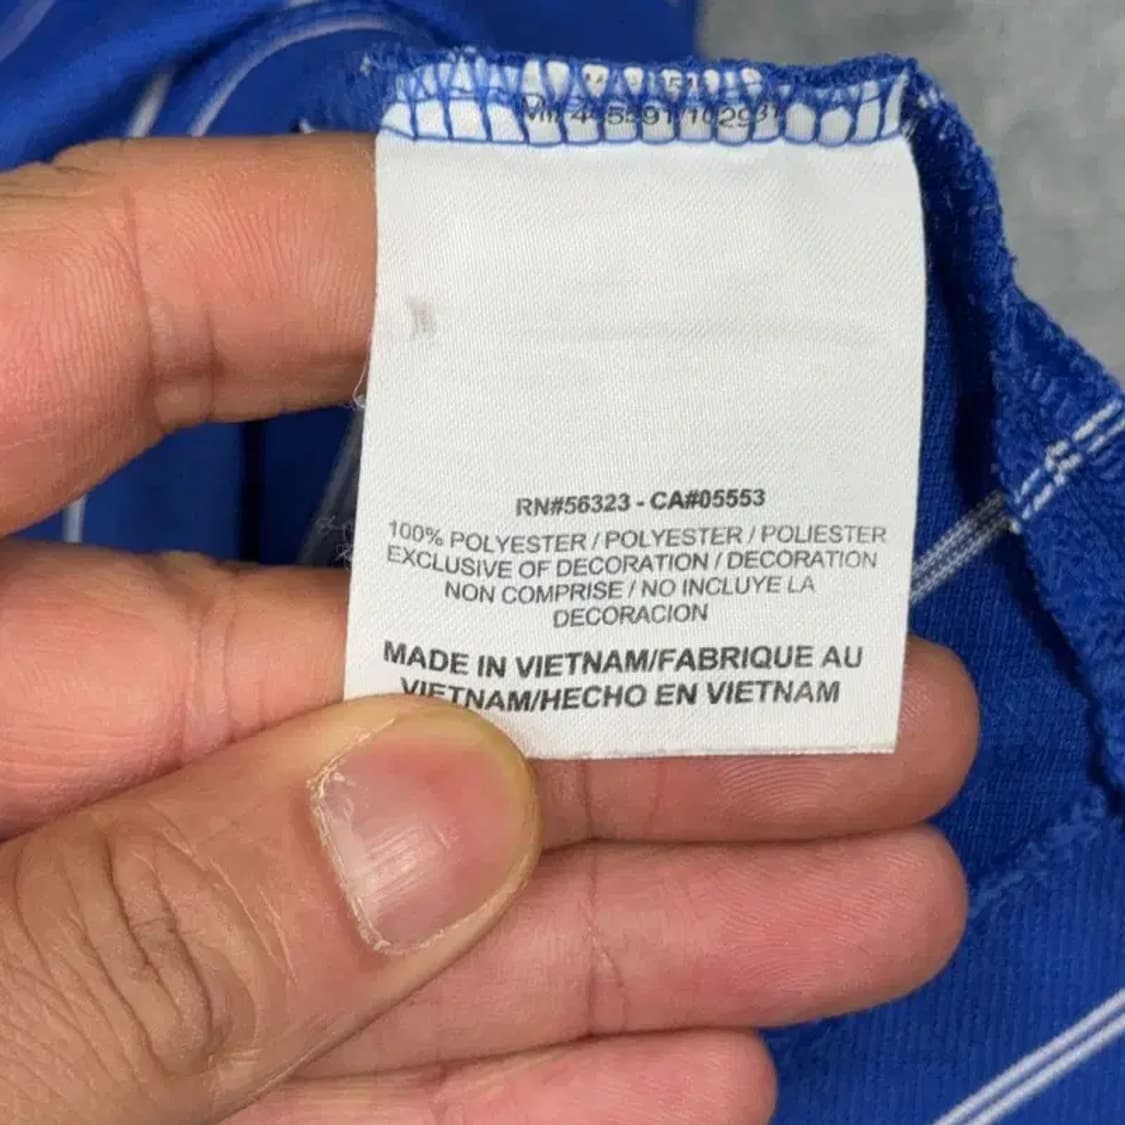 RN#56323 - CA#05553
100% POLYESTER / POLYESTER / POLIESTER
EXCLUSIVE OF DECORATION / DECORATION
NON COMPRISE / NO INCLUYE LA
DECORACION
MADE IN VIETNAM/FABRIQUE AU
VIETNAM/HECHO EN VIETNAM